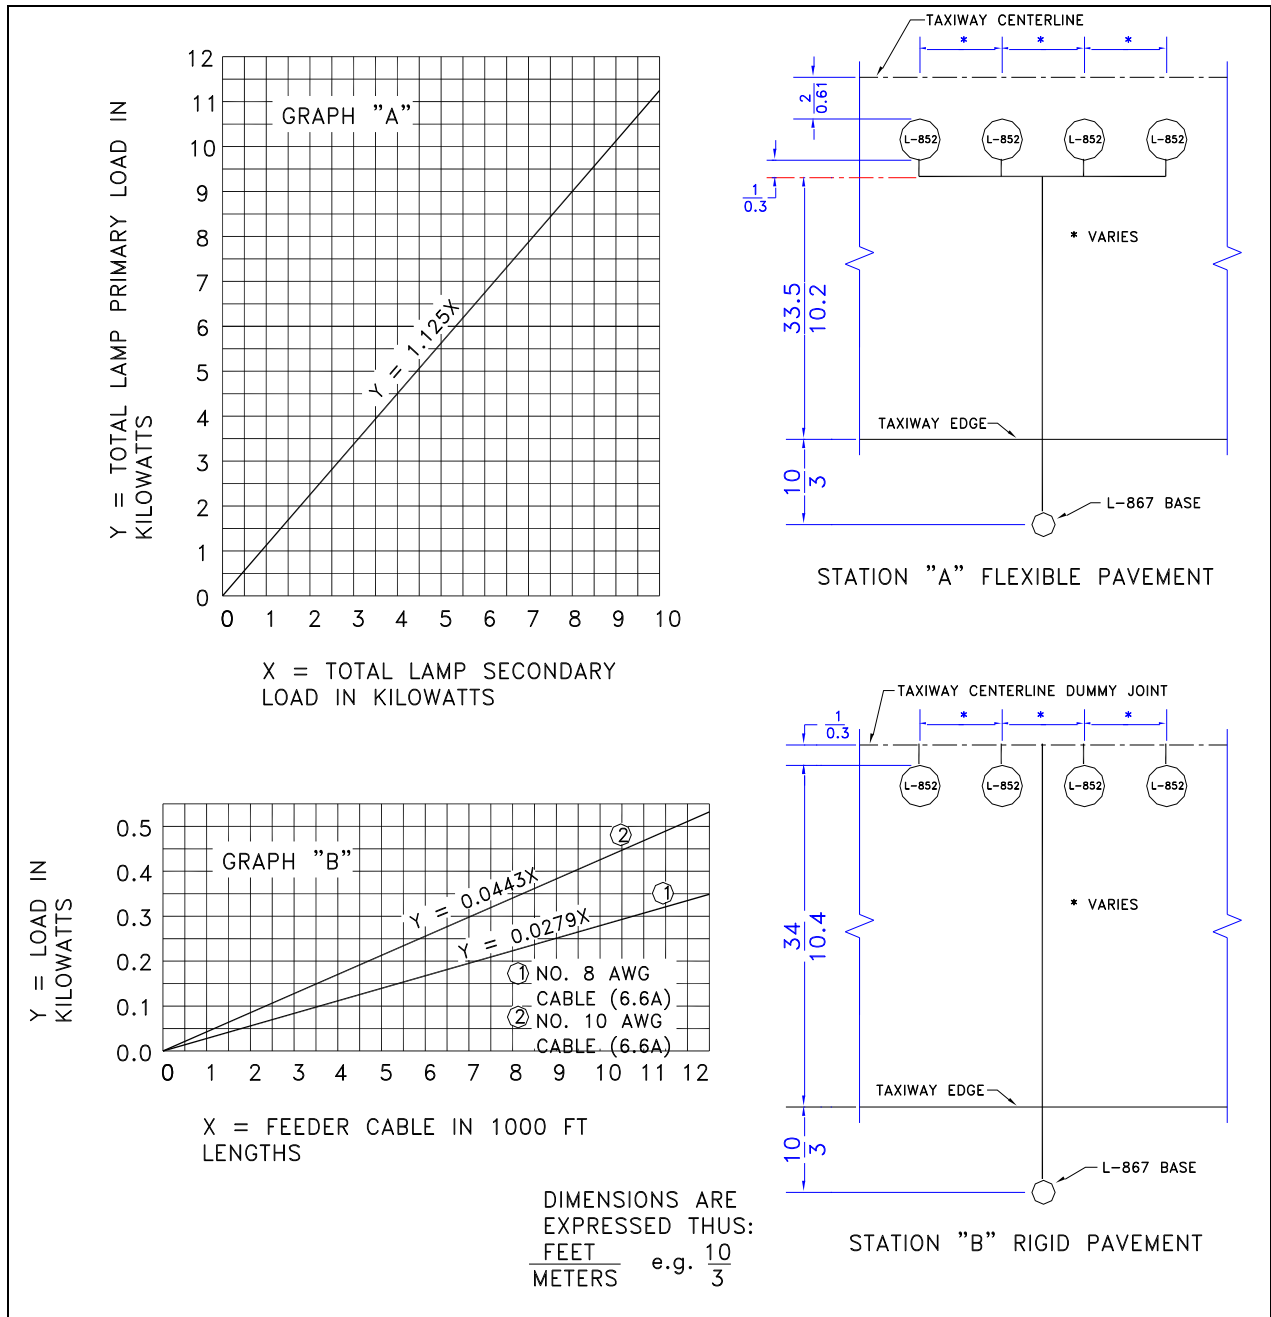 12
11
10
9
8
7
6
5
4
3
2
1
0
GRAPH "A"
Y = 1.125X
Y = TOTAL LAMP PRIMARY LOAD IN
KILOWATTS
0 1 2 3 4 5 6 7 8 9 10
X = TOTAL LAMP SECONDARY
LOAD IN KILOWATTS
TAXIWAY CENTERLINE
* * *
2
0.61
L-852 L-852 L-852 L-852
1
0.3
* VARIES
33.5
10.2
TAXIWAY EDGE
10
3
L-867 BASE
STATION "A" FLEXIBLE PAVEMENT
0.5
0.4
0.3
0.2
0.1
0.0
GRAPH "B"
2
1
Y = 0.0443X
Y = 0.0279X
1 NO. 8 AWG
CABLE (6.6A)
2 NO. 10 AWG
CABLE (6.6A)
Y = LOAD IN
KILOWATTS
0 1 2 3 4 5 6 7 8 9 10 11 12
X = FEEDER CABLE IN 1000 FT
LENGTHS
TAXIWAY CENTERLINE DUMMY JOINT
* * *
1
0.3
L-852 L-852 L-852 L-852
* VARIES
34
10.4
TAXIWAY EDGE
10
3
L-867 BASE
STATION "B" RIGID PAVEMENT
DIMENSIONS ARE
EXPRESSED THUS:
FEET
METERS
e.g. 10
3